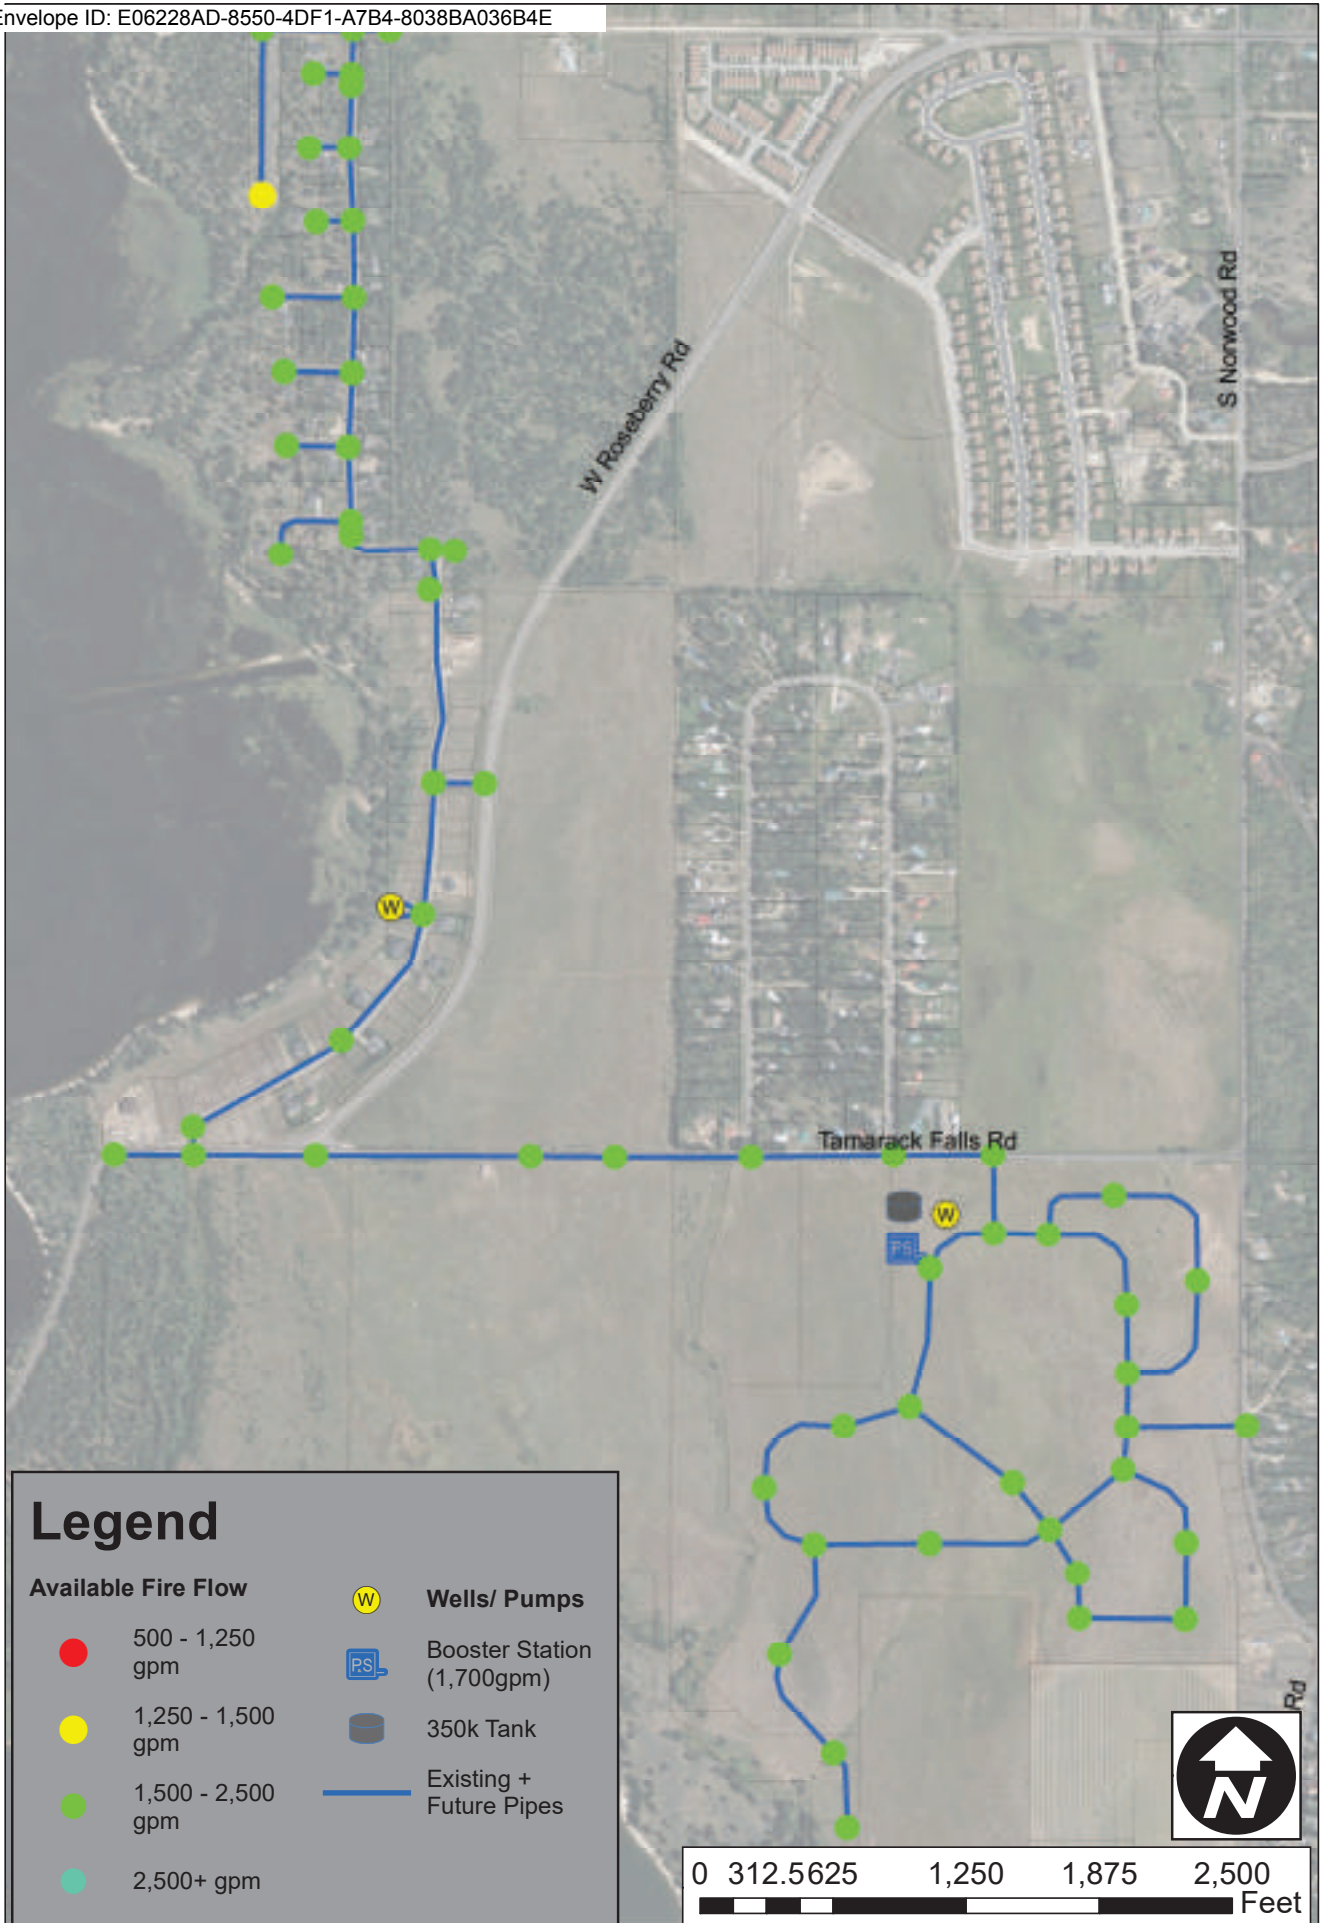 Envelope ID: E06228AD-8550-4DF1-A7B4-8038BA036B4E
S Norwood Rd
W Roseberry Rd
W
Tamarack Falls Rd
W
PS
Legend
Available Fire Flow
500 - 1,250
gpm
1,250 - 1,500
gpm
1,500 - 2,500
gpm
2,500+ gpm
W
Wells/ Pumps
PS
Booster Station
(1,700gpm)
350k Tank
Existing +
Future Pipes
Rd
N
0 312.5625 1,250 1,875 2,500
Feet